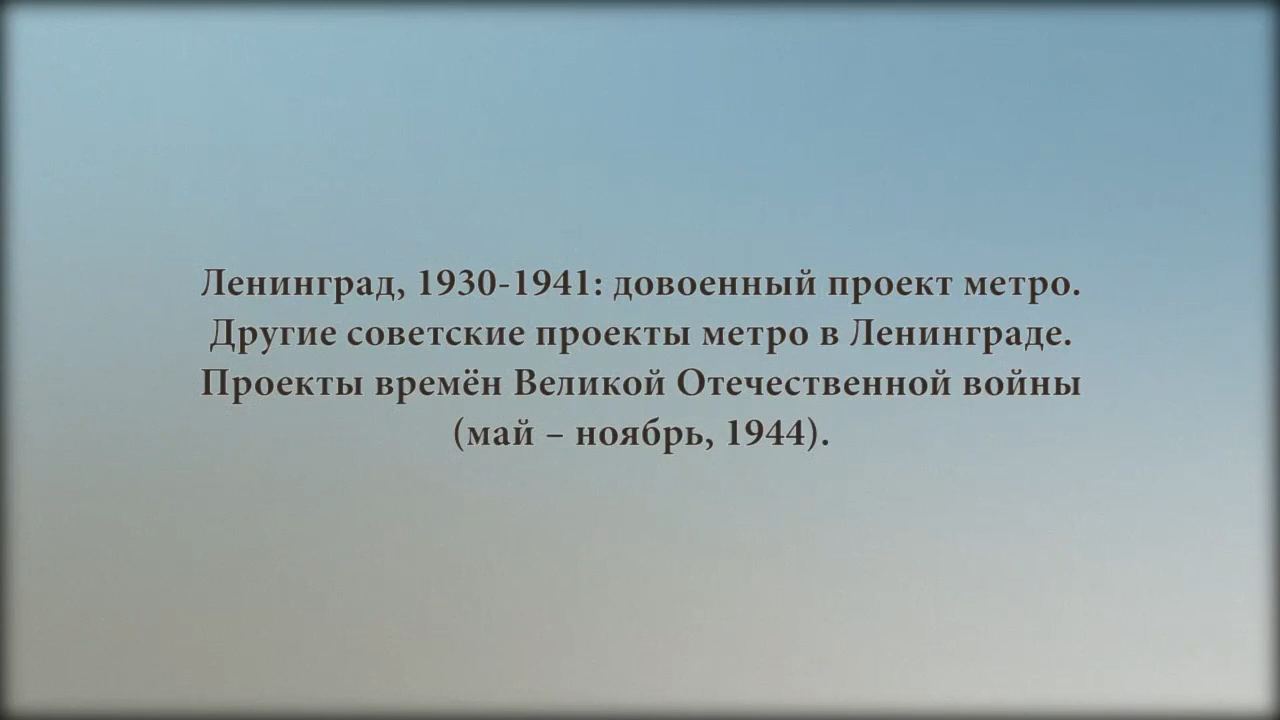 Ленинград, 1930-1941: довоенный проект метро.
Другие советские проекты метро в Ленинграде.
Проекты времён Великой Отечественной войны
(май – ноябрь, 1944).